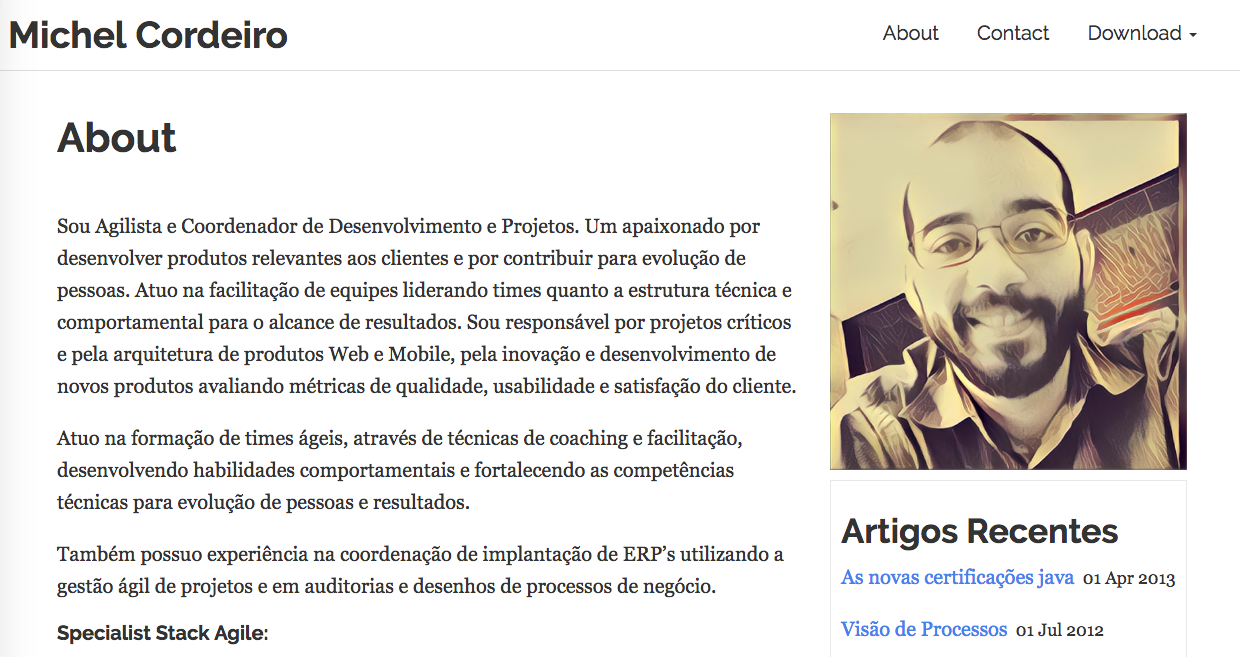 Michel Cordeiro
About
Contact
Download
About
Sou Agilista e Coordenador de Desenvolvimento e Projetos. Um apaixonado por
desenvolver produtos relevantes aos clientes e por contribuir para evolução de
pessoas. Atuo na facilitação de equipes liderando times quanto a estrutura técnica e
comportamental para o alcance de resultados. Sou responsável por projetos críticos
e pela arquitetura de produtos Web e Mobile, pela inovação e desenvolvimento de
novos produtos avaliando métricas de qualidade, usabilidade e satisfação do cliente.
Atuo na formação de times ágeis, através de técnicas de coaching e facilitação,
desenvolvendo habilidades comportamentais e fortalecendo as competências
técnicas para evolução de pessoas e resultados.
Também possuo experiência na coordenação de implantação de ERP’s utilizando a
gestão ágil de projetos e em auditorias e desenhos de processos de negócio.
Specialist Stack Agile:
Artigos Recentes
As novas certificações java 01 Apr 2013
Visão de Processos 01 Jul 2012